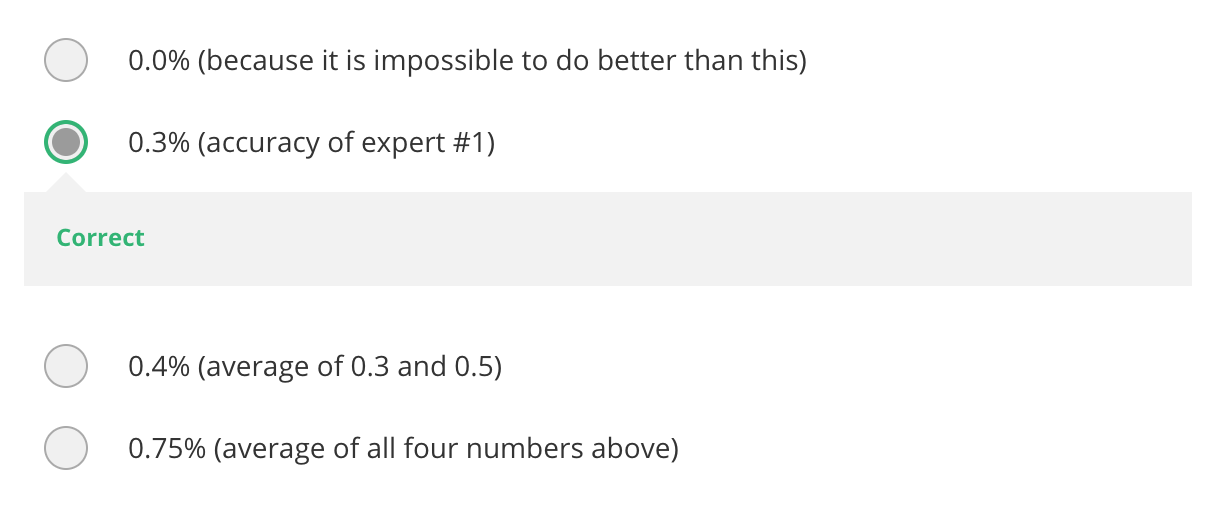 0.0% (because it is impossible to do better than this)
0.3% (accuracy of expert #1)
Correct
0.4% (average of 0.3 and 0.5)
0.75% (average of all four numbers above)